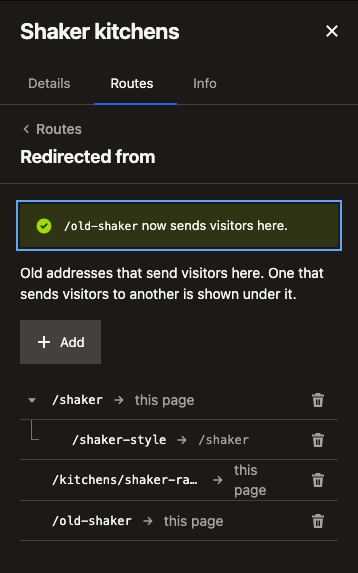 Shaker kitchens
Details Routes Info
Routes
Redirected from
/old-shaker now sends visitors here.
Old addresses that send visitors here. One that
sends visitors to another is shown under it.
Add
/shaker → this page
/shaker-style → /shaker
/kitchens/shaker-ra… → this page
/old-shaker → this page